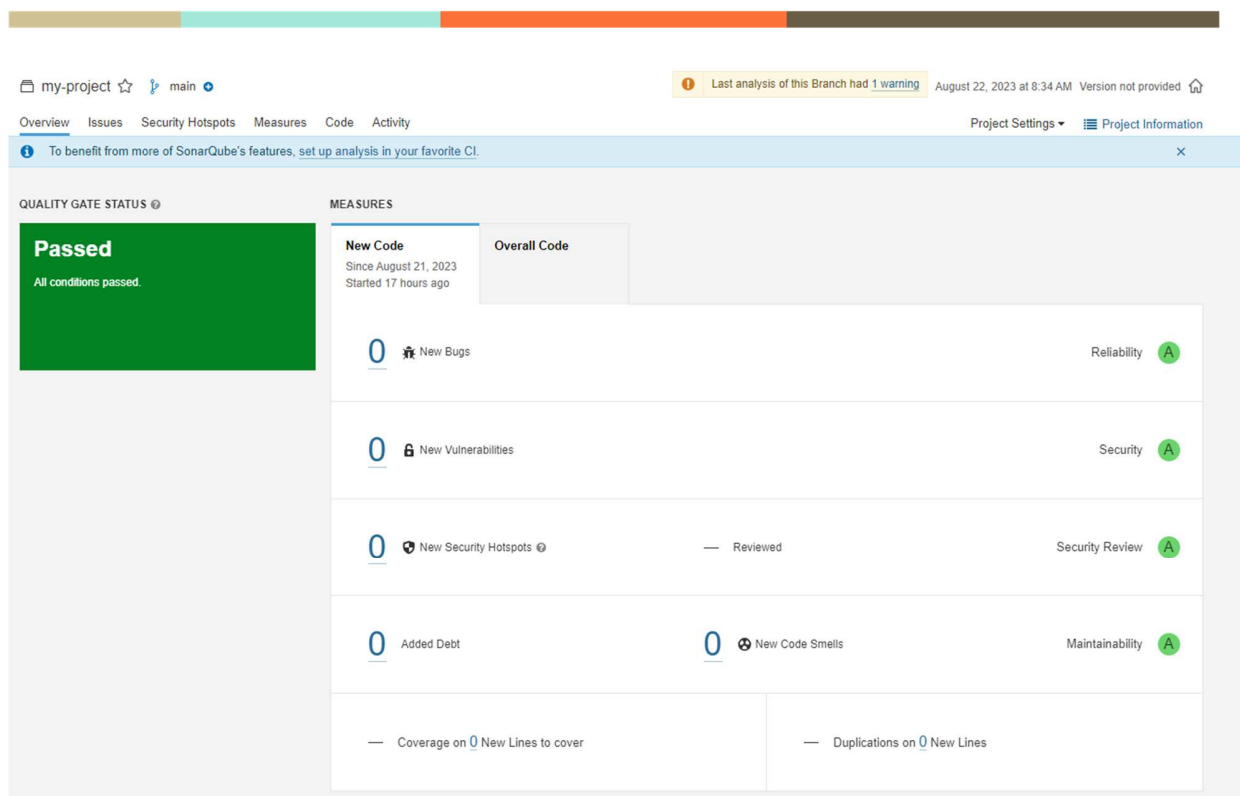 my-project main Last analysis of this Branch had 1 warning August 22, 2023 at 8:34 AM Version not provided
Overview Issues Security Hotspots Measures Code Activity Project Settings Project Information
To benefit from more of SonarQube's features, set up analysis in your favorite CI.
QUALITY GATE STATUS
Passed
All conditions passed.
MEASURES
New Code
Since August 21, 2023
Started 17 hours ago
Overall Code
0 New Bugs Reliability A
0 New Vulnerabilities Security A
0 New Security Hotspots — Reviewed Security Review A
0 Added Debt 0 New Code Smells Maintainability A
— Coverage on 0 New Lines to cover — Duplications on 0 New Lines